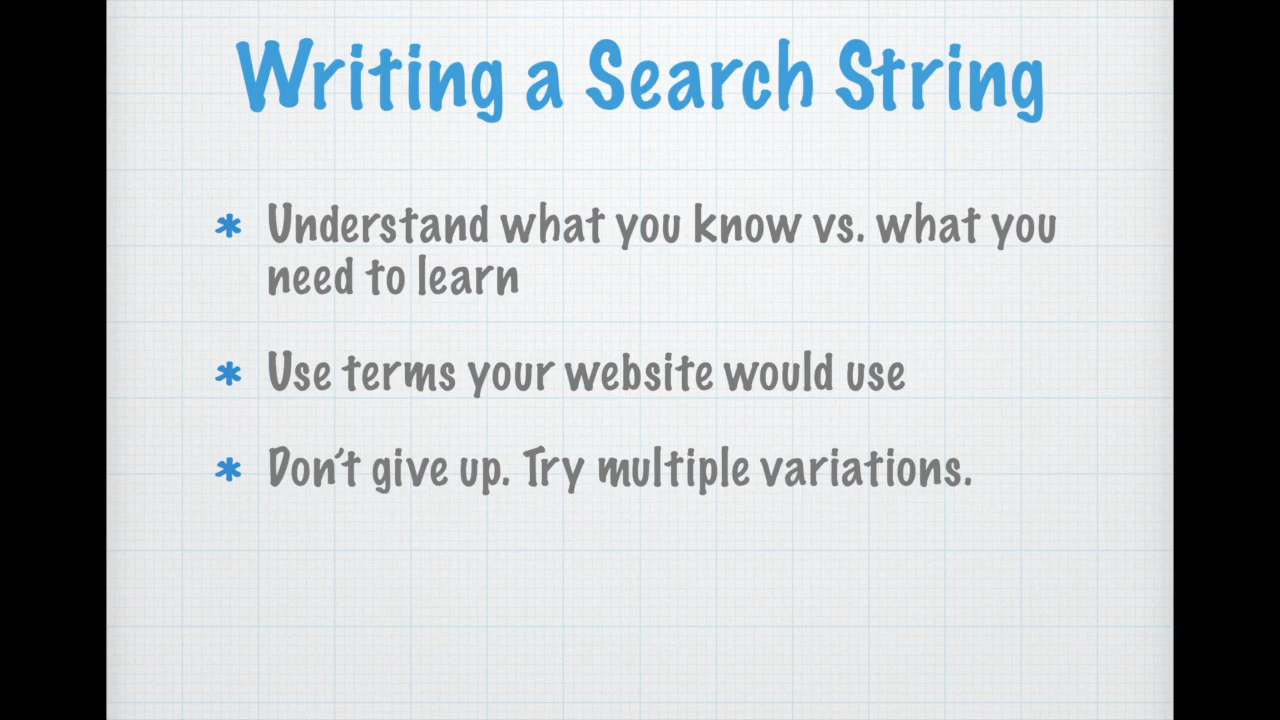 Writing a Search String
* Understand what you know vs. what you
need to learn
* Use terms your website would use
* Don't give up. Try multiple variations.